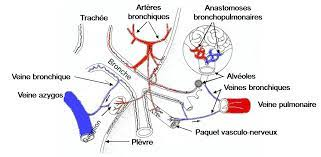 Trachée
Artères
bronchiques
Anastomoses
bronchopulmonaires
Bronche
Veine bronchique
Veine azygos
Alvéoles
Veines bronchiques
Veine pulmonaire
Plèvre
Paquet vasculo-nerveux